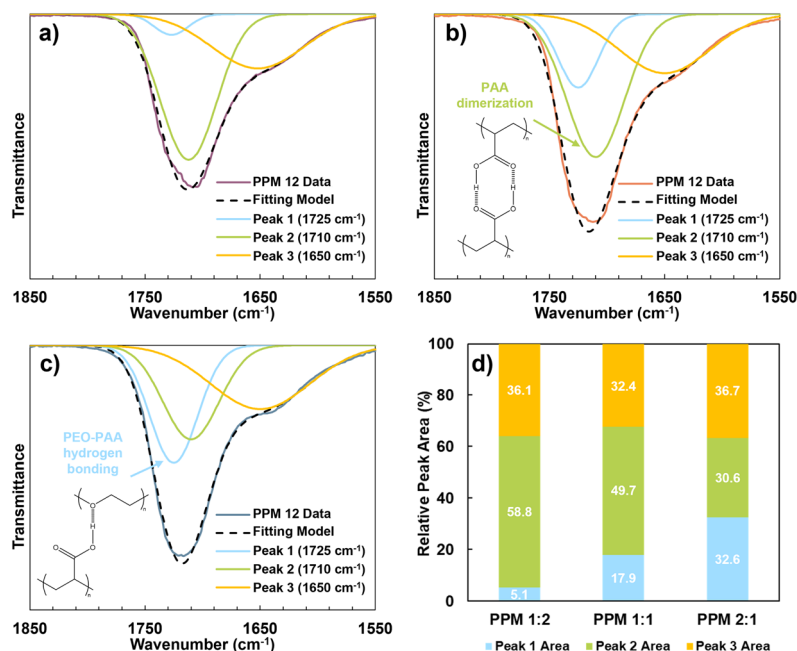 a)
Transmittance
PPM 12 Data
Fitting Model
Peak 1 (1725 cm⁻¹)
Peak 2 (1710 cm⁻¹)
Peak 3 (1650 cm⁻¹)
1850 1750 1650 1550
Wavenumber (cm⁻¹)
b)
Transmittance
PAA
dimerization
( )n
O O
H H
O O
( )n
PPM 12 Data
Fitting Model
Peak 1 (1725 cm⁻¹)
Peak 2 (1710 cm⁻¹)
Peak 3 (1650 cm⁻¹)
1850 1750 1650 1550
Wavenumber (cm⁻¹)
c)
Transmittance
PEO-PAA
hydrogen
bonding
( O )n
H
O O
( )n
PPM 12 Data
Fitting Model
Peak 1 (1725 cm⁻¹)
Peak 2 (1710 cm⁻¹)
Peak 3 (1650 cm⁻¹)
1850 1750 1650 1550
Wavenumber (cm⁻¹)
d)
Relative Peak Area (%)
100
80
60
40
20
0
36.1 32.4 36.7
58.8 49.7 30.6
5.1 17.9 32.6
PPM 1:2 PPM 1:1 PPM 2:1
Peak 1 Area Peak 2 Area Peak 3 Area